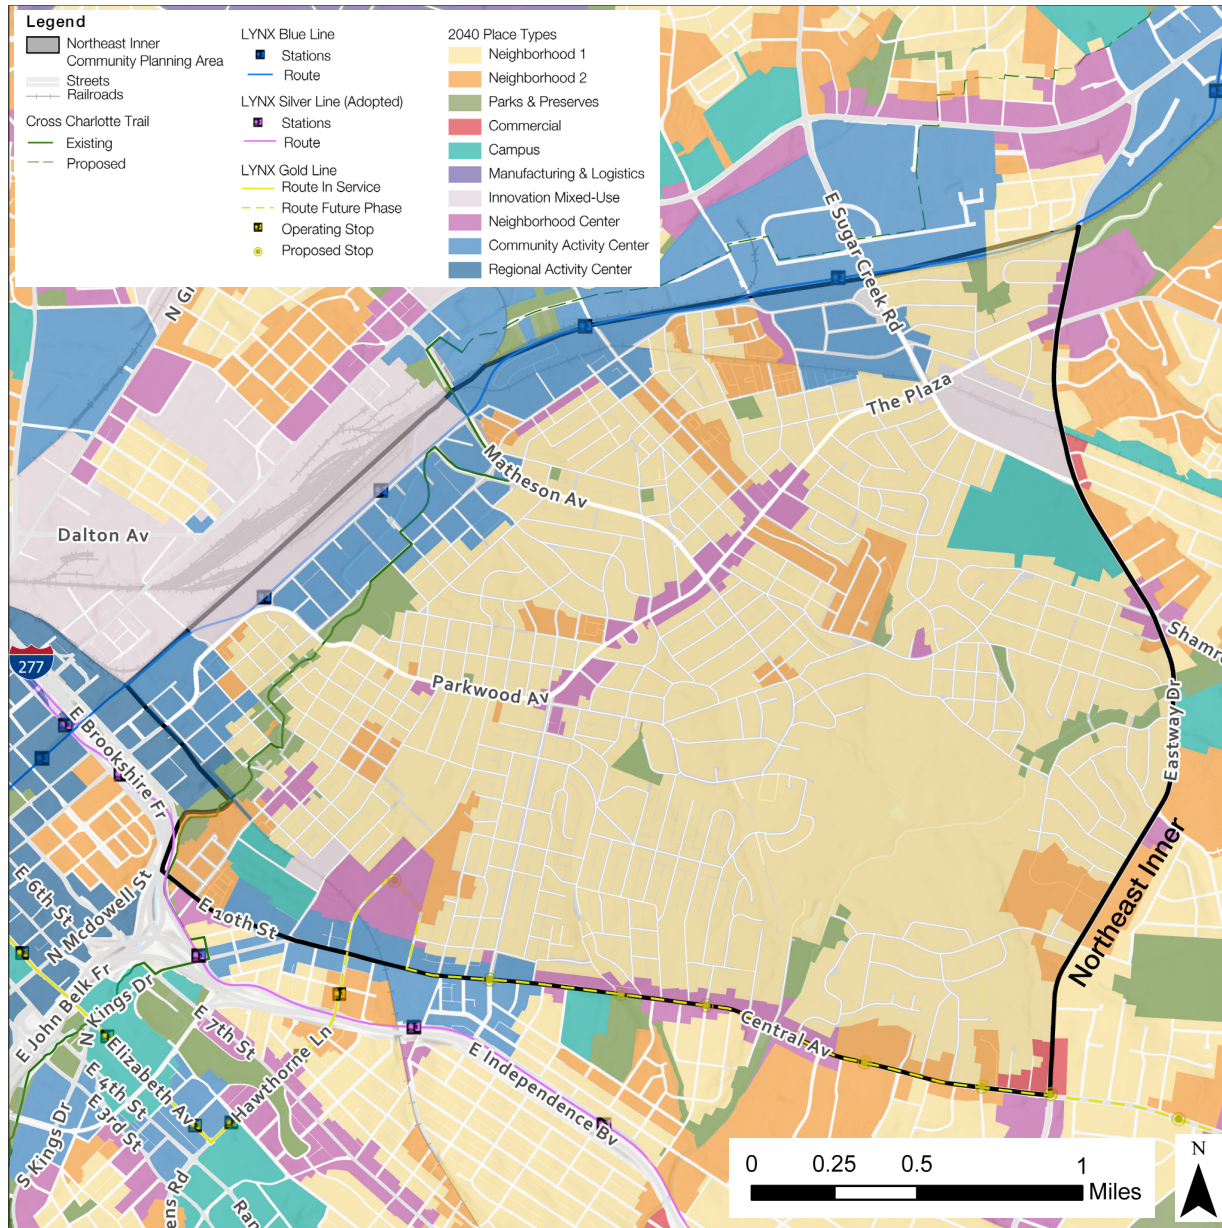 Legend
Northeast Inner
Community Planning Area
Streets
Railroads
Cross Charlotte Trail
Existing
Proposed
LYNX Blue Line
Stations
Route
LYNX Silver Line (Adopted)
Stations
Route
LYNX Gold Line
Route In Service
Route Future Phase
Operating Stop
Proposed Stop
2040 Place Types
Neighborhood 1
Neighborhood 2
Parks & Preserves
Commercial
Campus
Manufacturing & Logistics
Innovation Mixed-Use
Neighborhood Center
Community Activity Center
Regional Activity Center
N Gr
E Sugar Creek Rd
The Plaza
Matheson Av
Dalton Av
277
Parkwood Av
Shamro
Eastway Dr
E Brookshire Fr
Northeast Inner
E 6th St
N Mcdowell St
E 10th St
E John Belk Fr
N Kings Dr
E 7th St
Hawthorne Ln
Central Av
E Independence Bv
Elizabeth Av
E 4th St
E 3rd St
S Kings Dr
ens Rd
Ran
N
0 0.25 0.5 1
Miles